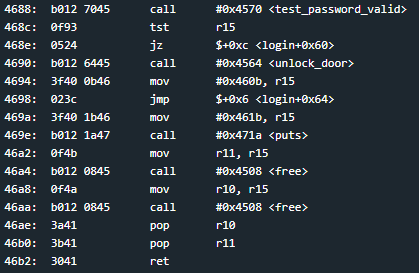 4688: b012 7045 call #0x4570 <test_password_valid>
468c: 0f93 tst r15
468e: 0524 jz $+0xc <login+0x60>
4690: b012 6445 call #0x4564 <unlock_door>
4694: 3f40 0b46 mov #0x460b, r15
4698: 023c jmp $+0x6 <login+0x64>
469a: 3f40 1b46 mov #0x461b, r15
469e: b012 1a47 call #0x471a <puts>
46a2: 0f4b mov r11, r15
46a4: b012 0845 call #0x4508 <free>
46a8: 0f4a mov r10, r15
46aa: b012 0845 call #0x4508 <free>
46ae: 3a41 pop r10
46b0: 3b41 pop r11
46b2: 3041 ret